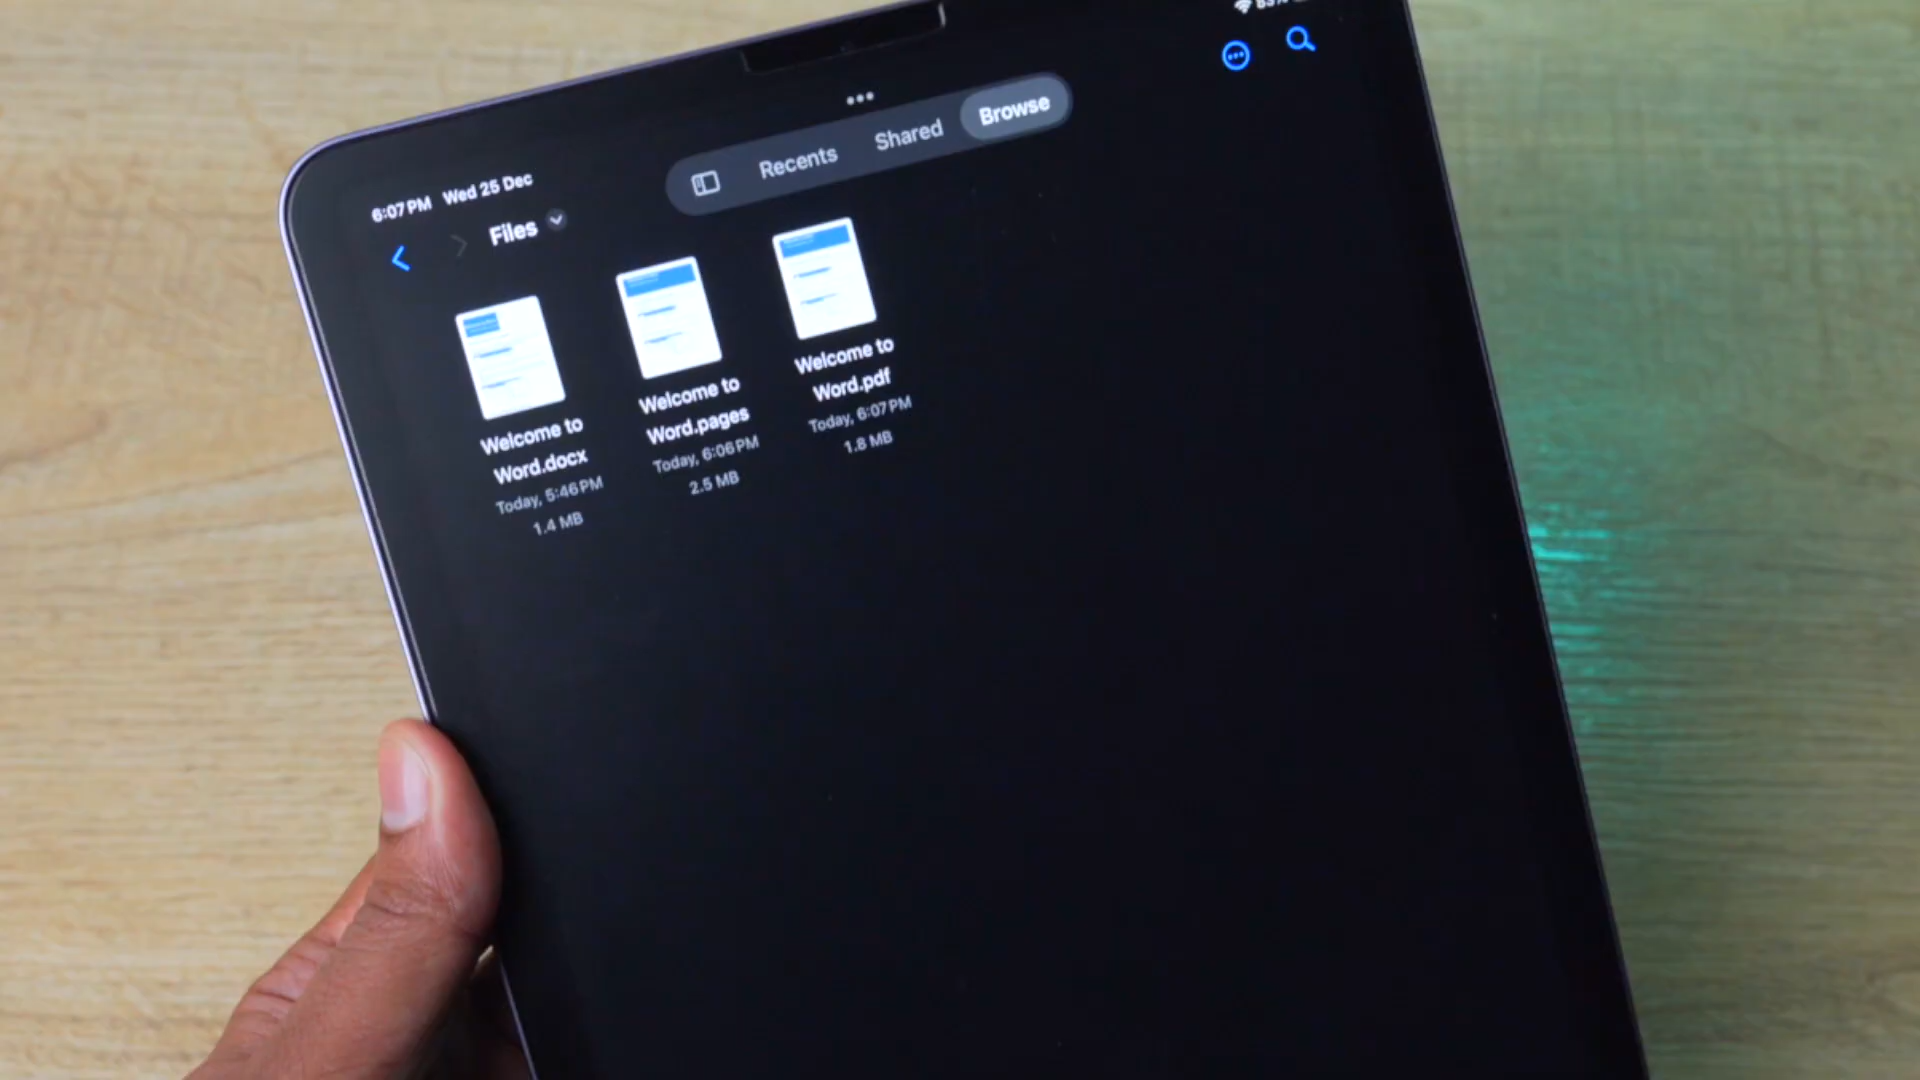 6:07 PM Wed 25 Dec
Files
Recents
Shared
Browse
Welcome to
Word.docx
Today, 5:46 PM
1.4 MB
Welcome to
Word.pages
Today, 6:06 PM
2.5 MB
Welcome to
Word.pdf
Today, 6:07 PM
1.8 MB